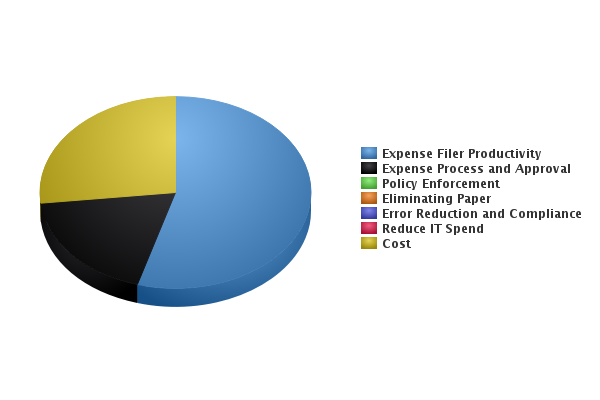 Expense Filer Productivity
Expense Process and Approval
Policy Enforcement
Eliminating Paper
Error Reduction and Compliance
Reduce IT Spend
Cost